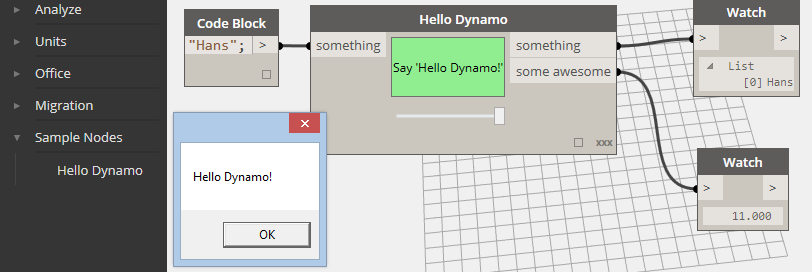 Analyze
Units
Office
Migration
Sample Nodes
Hello Dynamo
Code Block
"Hans"; >
Hello Dynamo
something
Say 'Hello Dynamo!'
something
some awesome
xxx
Watch
> >
List
[0] Hans
Watch
> >
11.000
Hello Dynamo!
OK